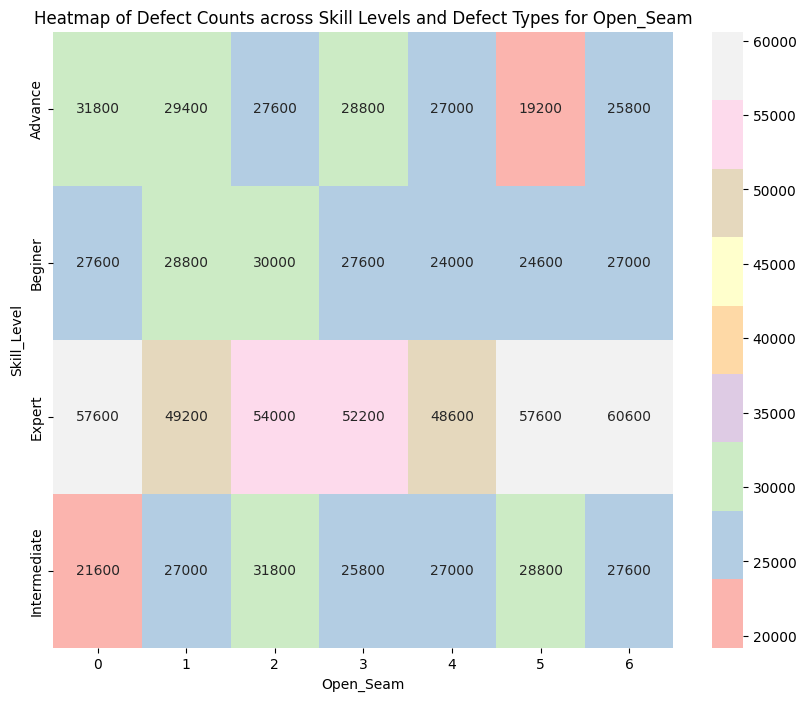 Heatmap of Defect Counts across Skill Levels and Defect Types for Open_Seam
Skill_Level
Advance
31800 29400 27600 28800 27000 19200 25800
Beginer
27600 28800 30000 27600 24000 24600 27000
Expert
57600 49200 54000 52200 48600 57600 60600
Intermediate
21600 27000 31800 25800 27000 28800 27600
0 1 2 3 4 5 6
Open_Seam
60000
55000
50000
45000
40000
35000
30000
25000
20000